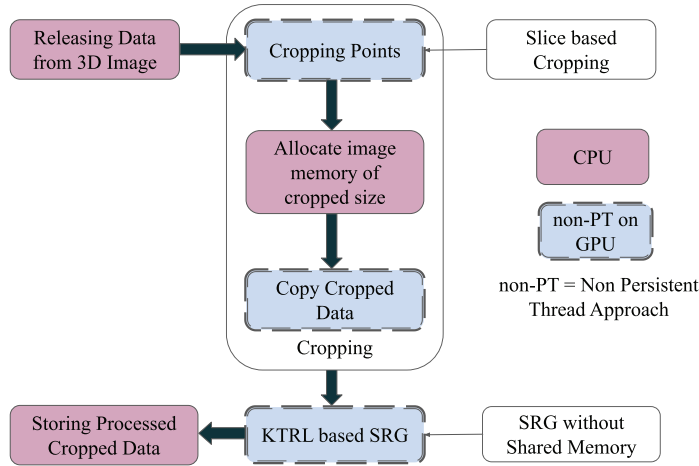 Releasing Data
from 3D Image
Cropping Points
Slice based
Cropping
Allocate image
memory of
cropped size
CPU
non-PT on
GPU
Copy Cropped
Data
non-PT = Non Persistent
Thread Approach
Cropping
Storing Processed
Cropped Data
KTRL based SRG
SRG without
Shared Memory